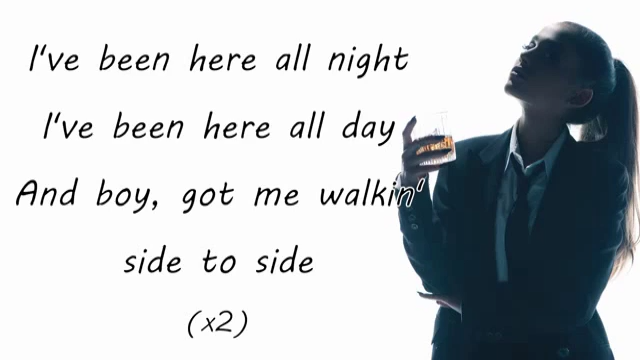 I've been here all night
I've been here all day
And boy, got me walkin'
side to side
(x2)